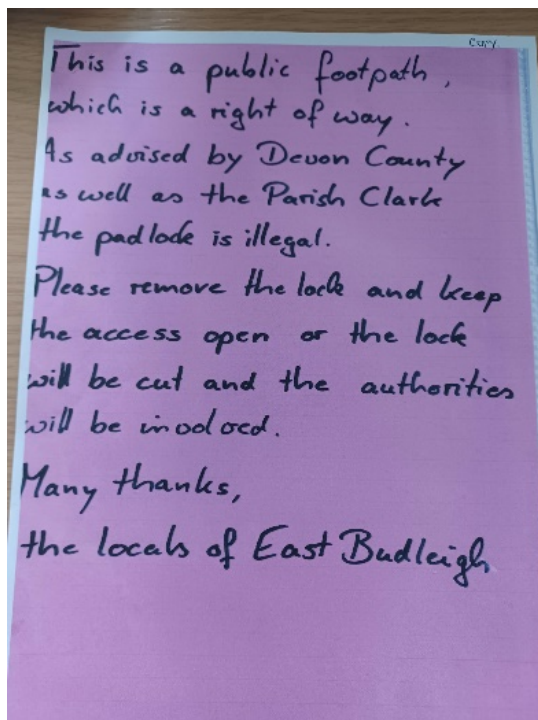 Copy
This is a public footpath,
which is a right of way.
As advised by Devon County
as well as the Parish Clark
the padlock is illegal.
Please remove the lock and keep
the access open or the lock
will be cut and the authorities
will be involved.
Many thanks,
the locals of East Budleigh